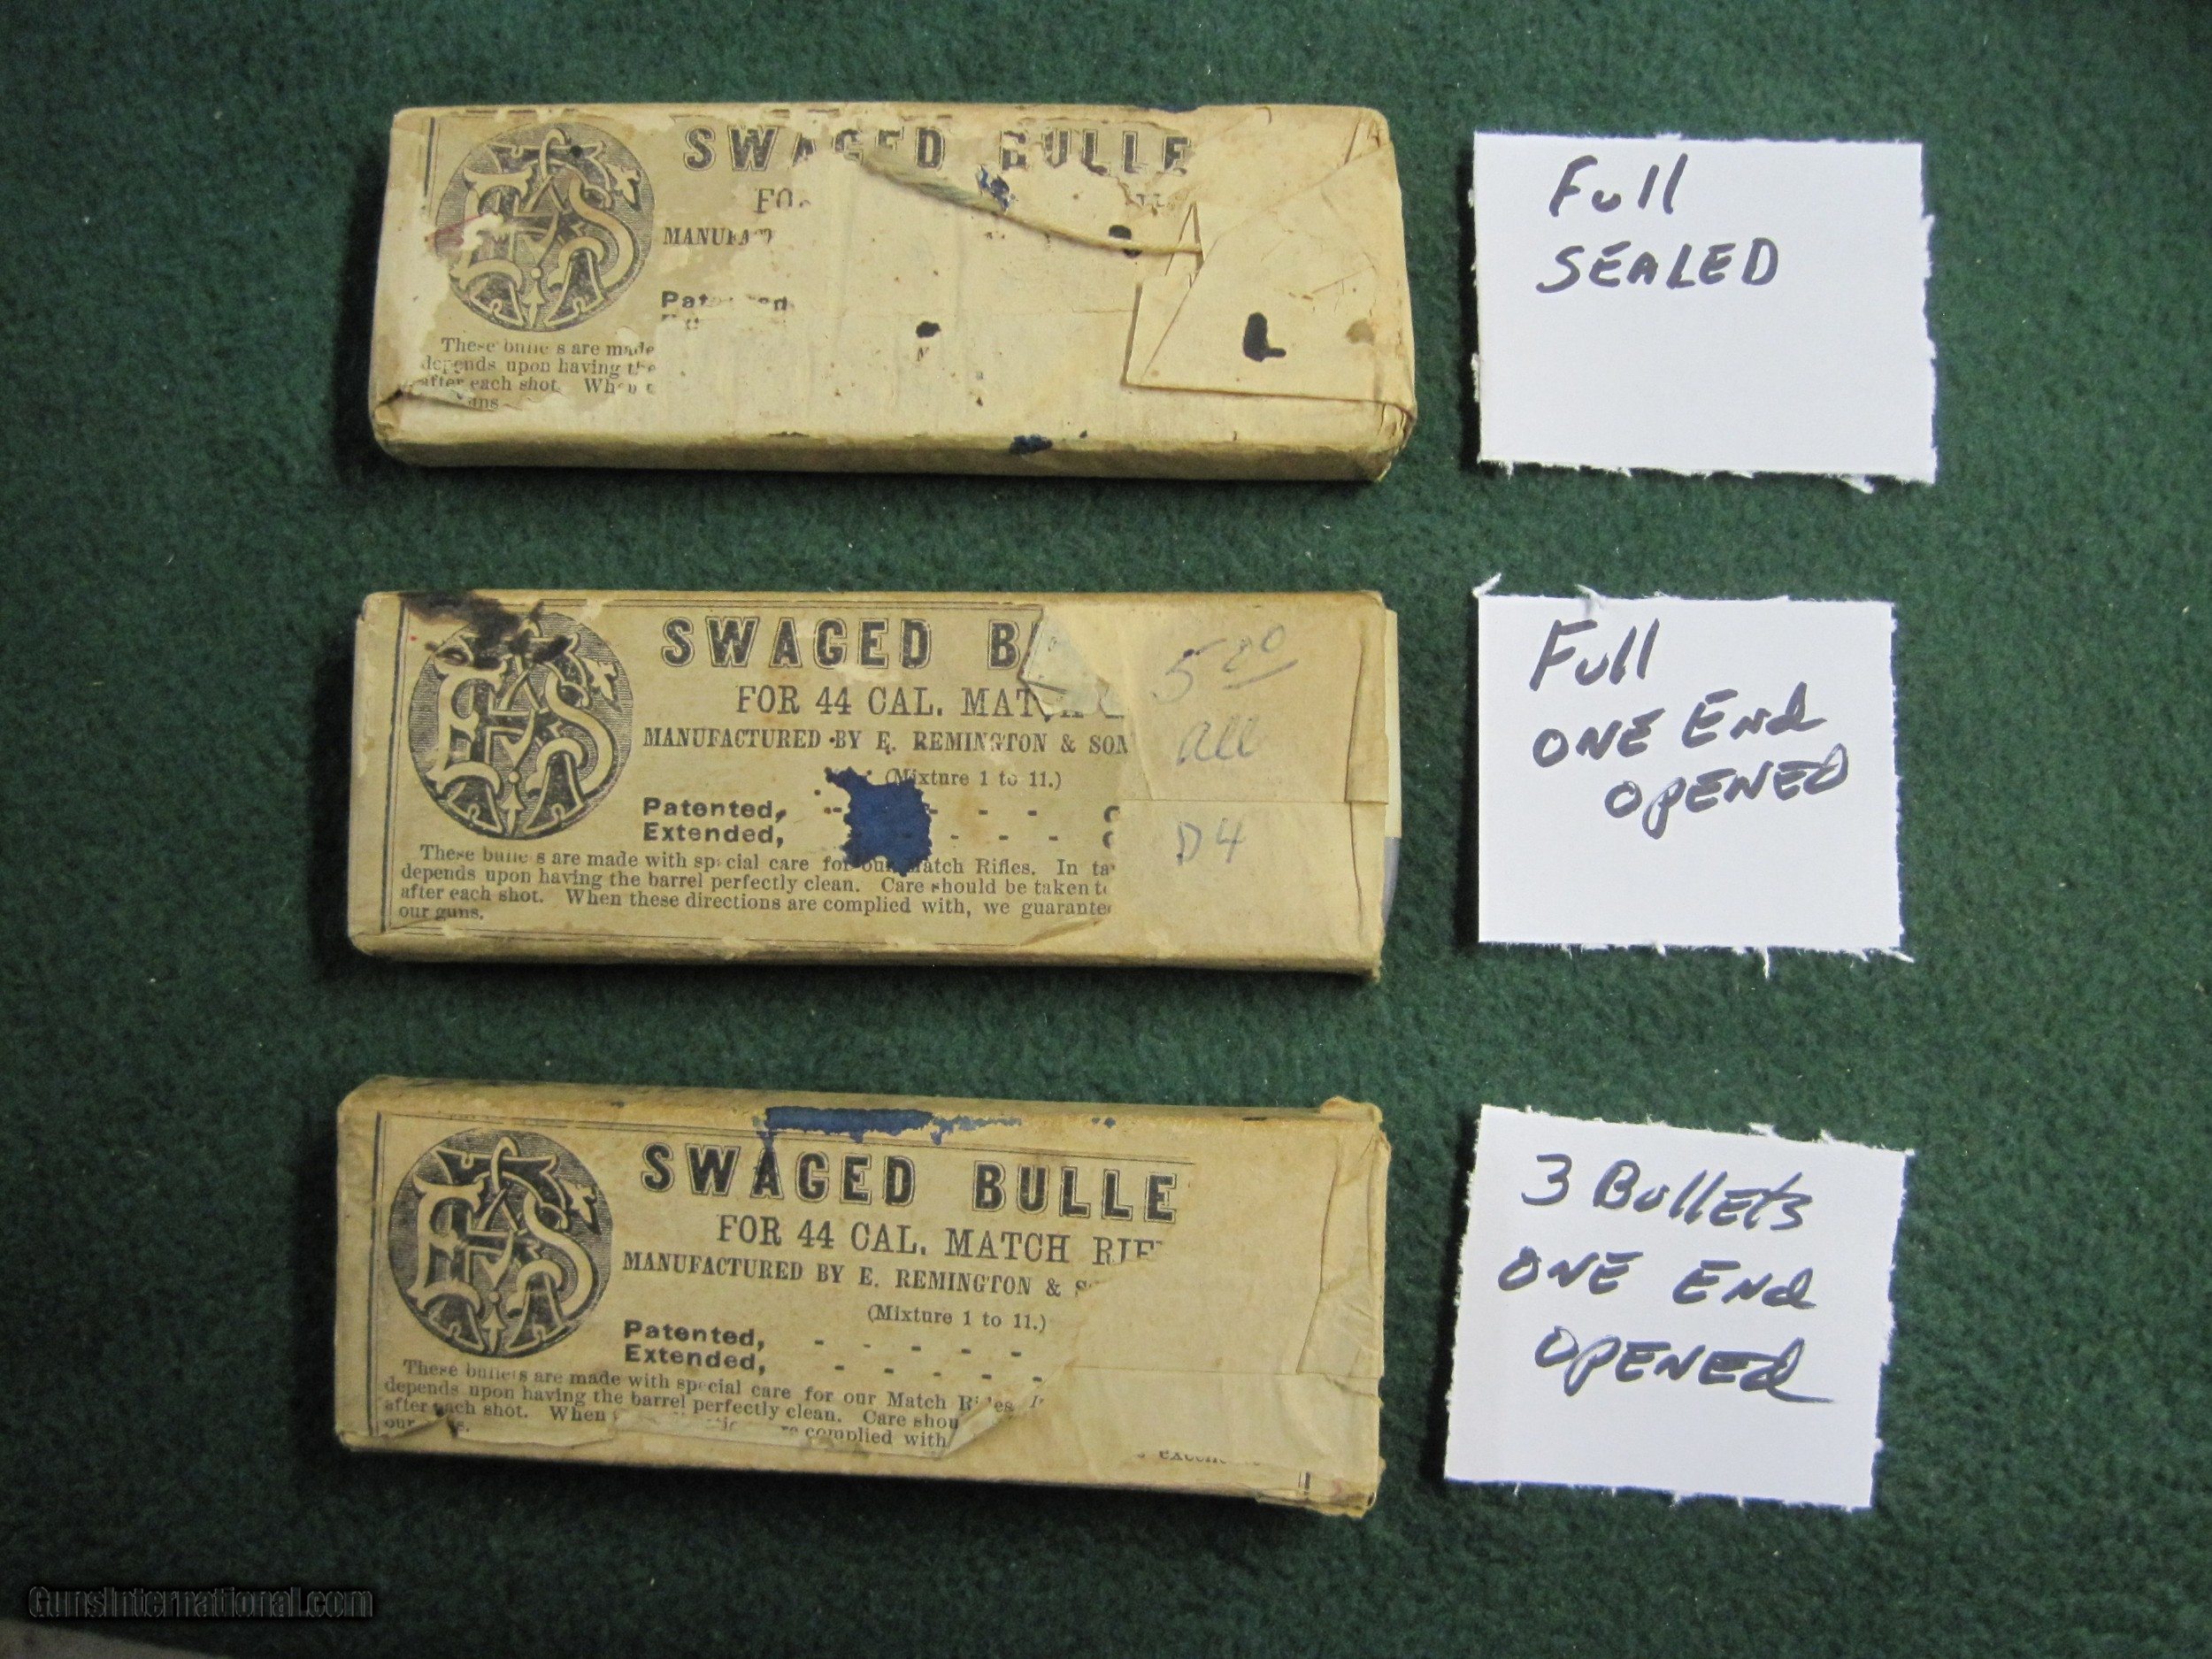 SWAGED BULLE
MANUFA
These are made
depends upon having the
after each shot.
Full
SEALED
SWAGED B
FOR 44 CAL. MAT
MANUFACTURED BY E. REMINGTON & SON
(Mixture 1 to 11.)
Patented, - - - -
Extended, - - - -
These bullets are made with special care for our Match Rifles. In ta
depends upon having the barrel perfectly clean. Care should be taken to
after each shot. When these directions are complied with, we guarantee
our guns.
5.00
All
D4
Full
ONE End
OPENED
SWAGED BULLE
FOR 44 CAL. MATCH RIF
MANUFACTURED BY E. REMINGTON & S
(Mixture 1 to 11.)
Patented, - - - - -
Extended, - - - - -
These bullets are made with special care for our Match Rifles. I
depends upon having the barrel perfectly clean. Care shou
after each shot. When complied with
our
3 Bullets
ONE End
OPENEd
GunsInternational.com